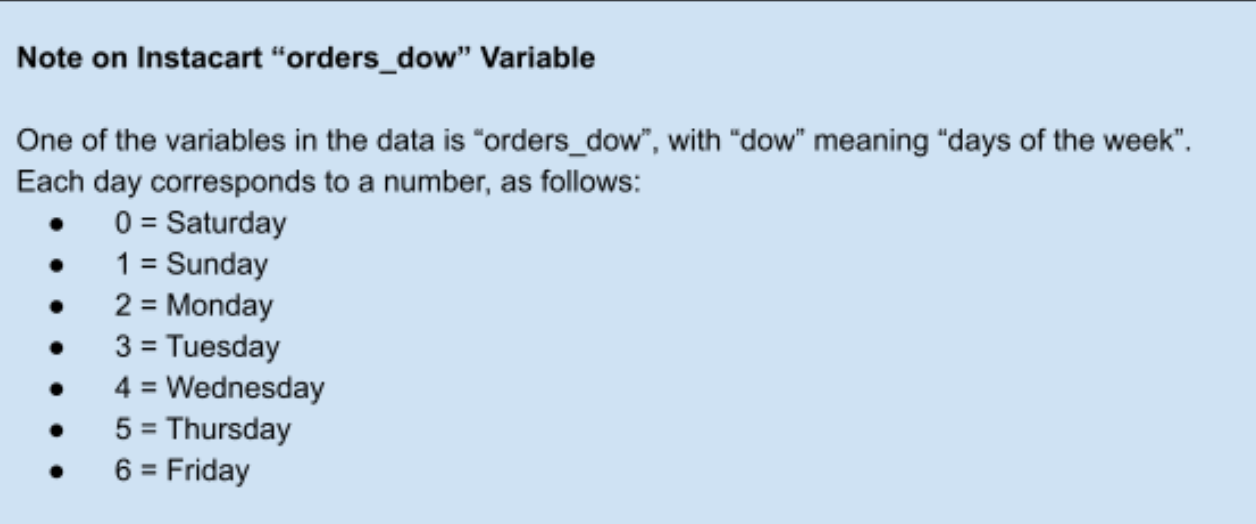 Note on Instacart “orders_dow” Variable
One of the variables in the data is “orders_dow”, with “dow” meaning “days of the week”.
Each day corresponds to a number, as follows:
● 0 = Saturday
● 1 = Sunday
● 2 = Monday
● 3 = Tuesday
● 4 = Wednesday
● 5 = Thursday
● 6 = Friday